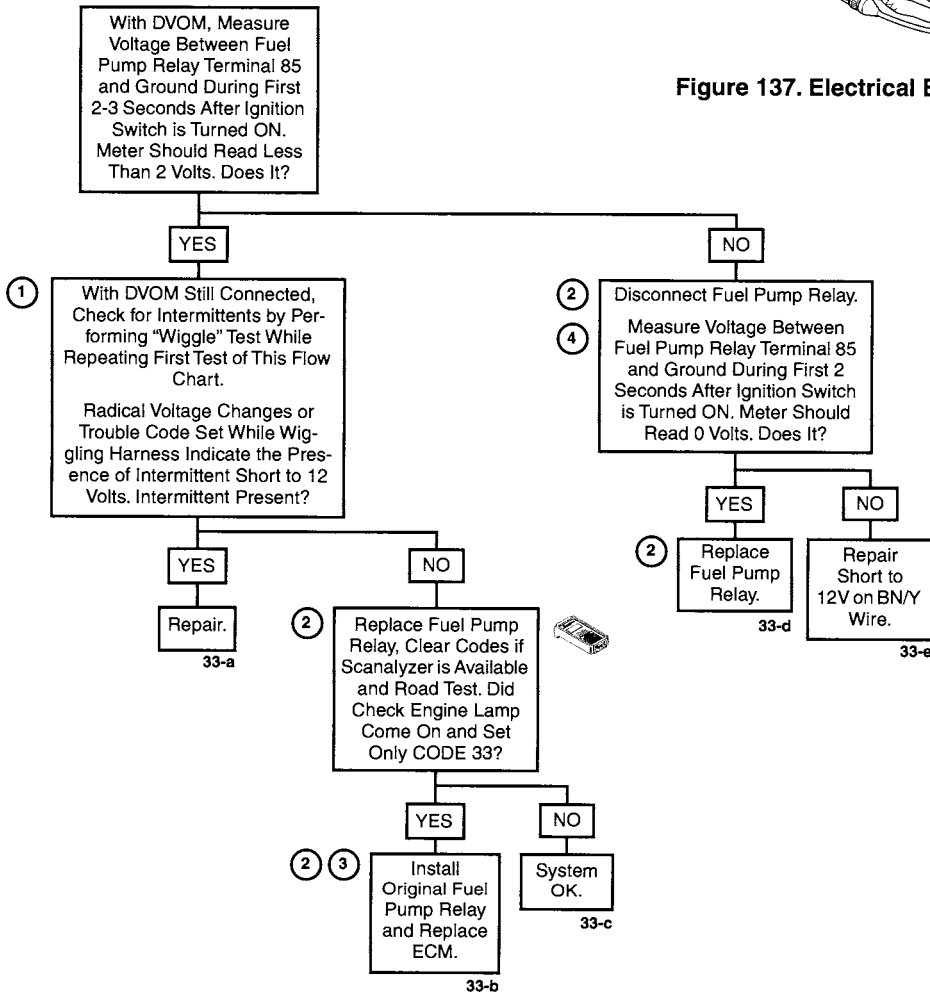 With DVOM, Measure
Voltage Between Fuel
Pump Relay Terminal 85
and Ground During First
2-3 Seconds After Ignition
Switch is Turned ON.
Meter Should Read Less
Than 2 Volts. Does It?
Figure 137. Electrical
YES
NO
1
With DVOM Still Connected,
Check for Intermittents by Per-
forming “Wiggle” Test While
Repeating First Test of This Flow
Chart.
Radical Voltage Changes or
Trouble Code Set While Wig-
gling Harness Indicate the Pres-
ence of Intermittent Short to 12
Volts. Intermittent Present?
2
4
Disconnect Fuel Pump Relay.
Measure Voltage Between
Fuel Pump Relay Terminal 85
and Ground During First 2
Seconds After Ignition Switch
is Turned ON. Meter Should
Read 0 Volts. Does It?
YES
NO
YES
NO
Repair.
33-a
2
Replace Fuel Pump
Relay, Clear Codes if
Scanalyzer is Available
and Road Test. Did
Check Engine Lamp
Come On and Set
Only CODE 33?
2
Replace
Fuel Pump
Relay.
33-d
Repair
Short to
12V on BN/Y
Wire.
33-e
YES
NO
2
3
Install
Original Fuel
Pump Relay
and Replace
ECM.
33-b
System
OK.
33-c